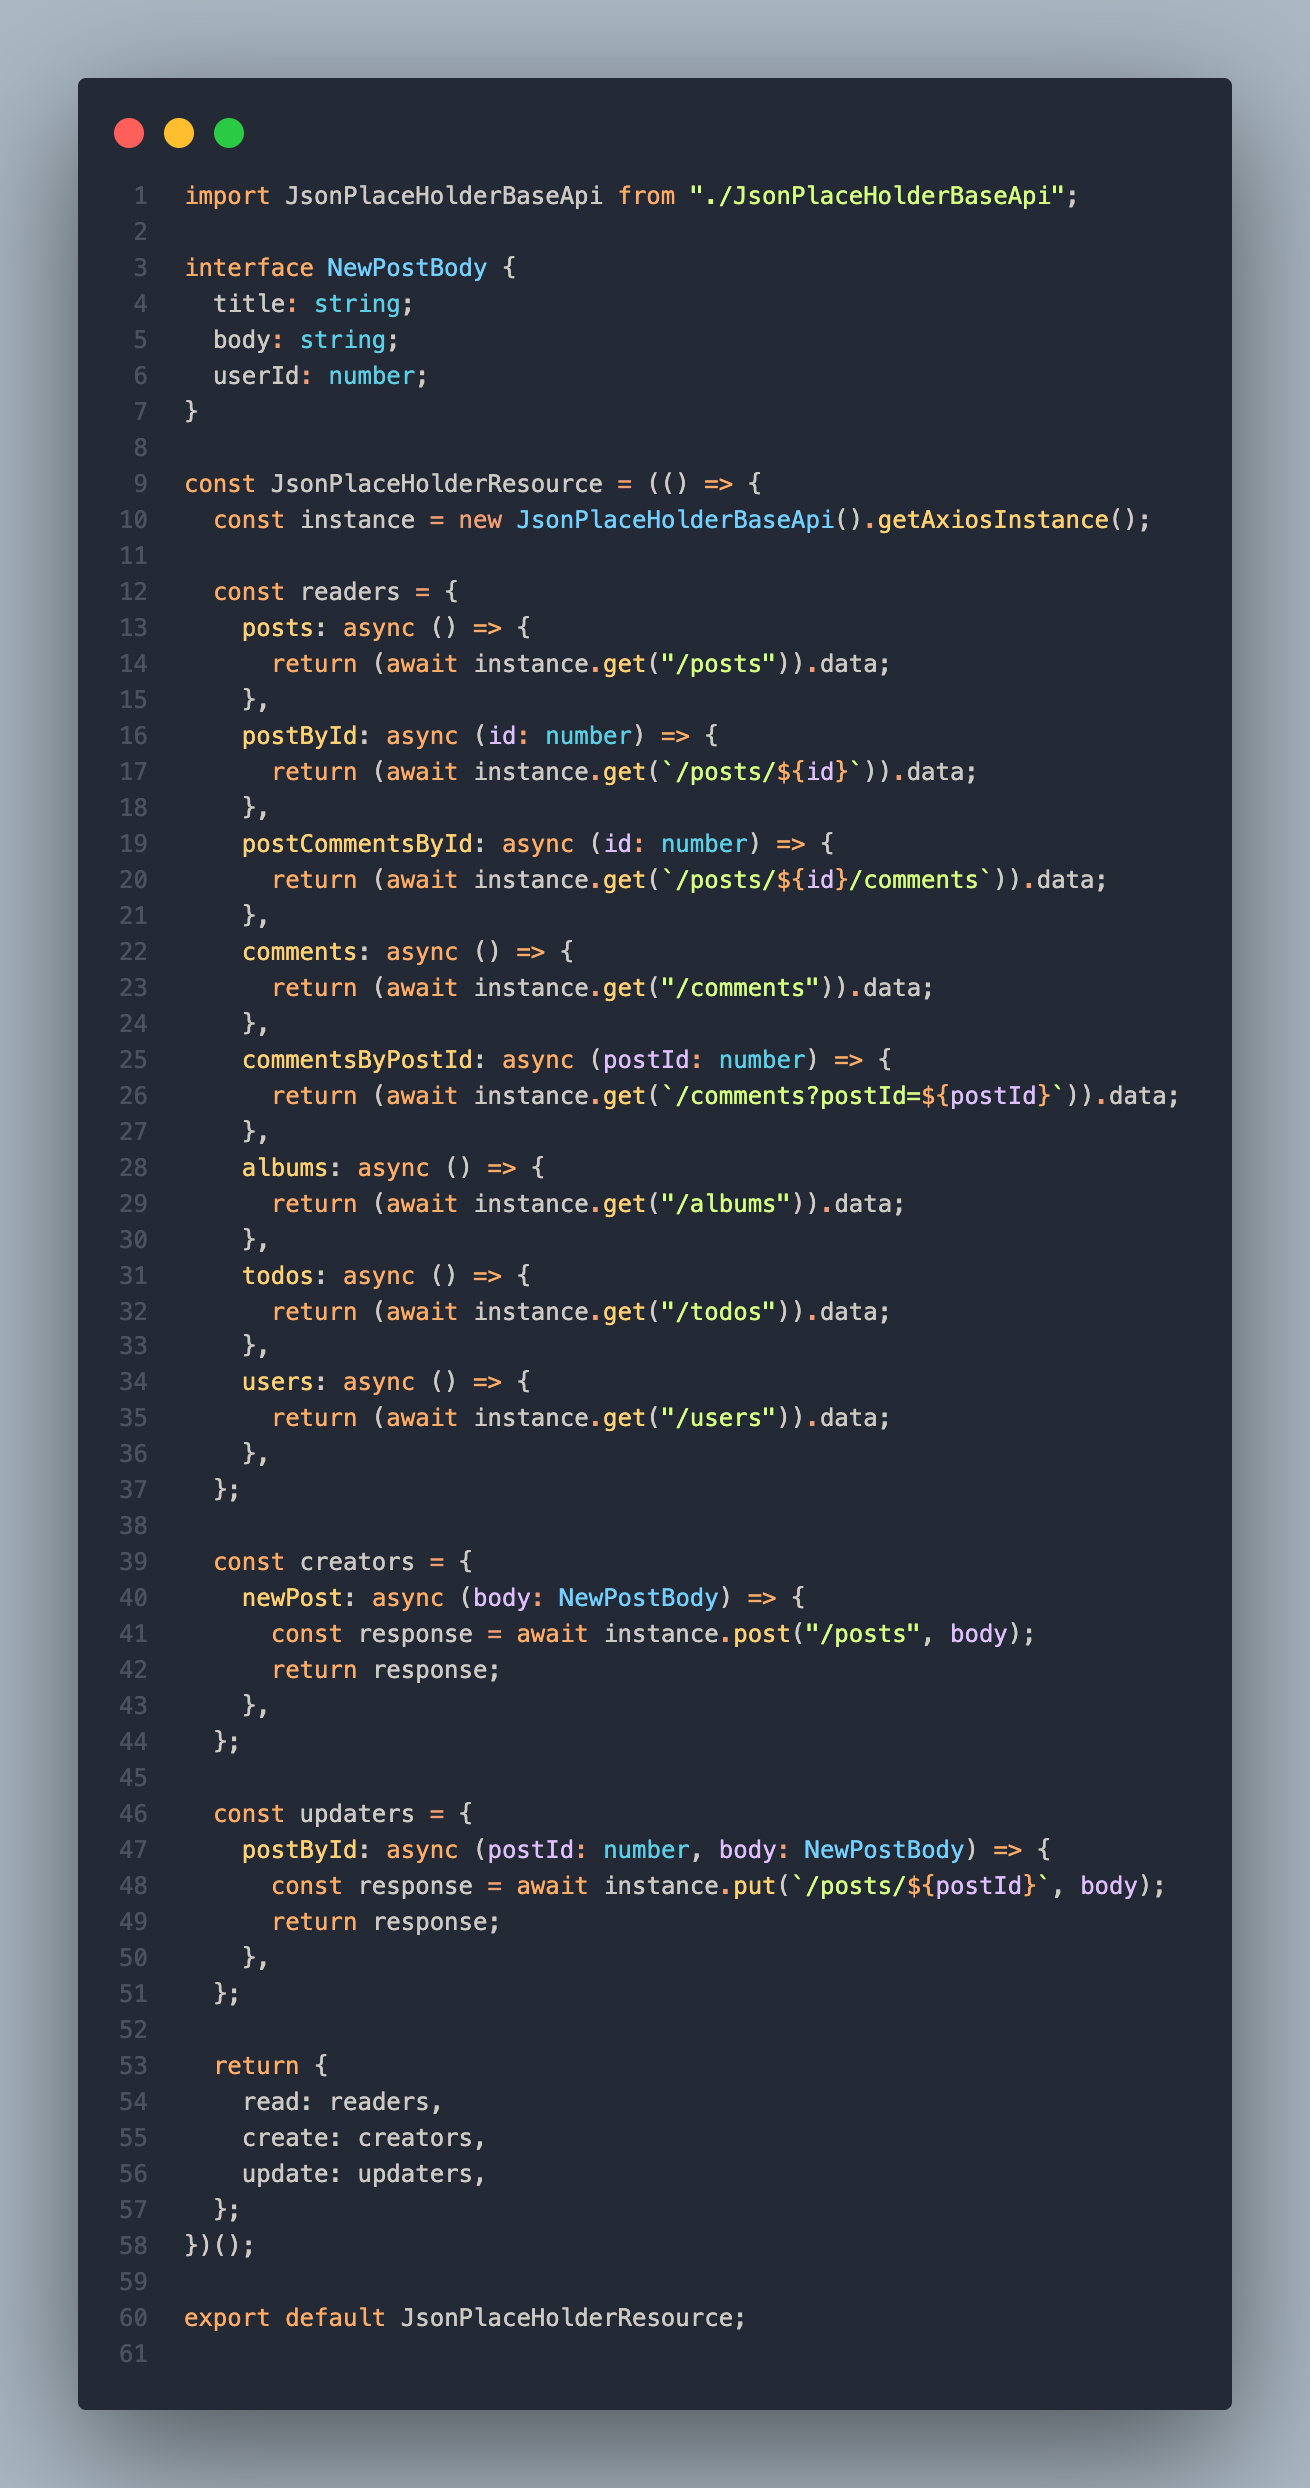 1 import JsonPlaceHolderBaseApi from "./JsonPlaceHolderBaseApi";
2
3 interface NewPostBody {
4   title: string;
5   body: string;
6   userId: number;
7 }
8
9 const JsonPlaceHolderResource = (() => {
10   const instance = new JsonPlaceHolderBaseApi().getAxiosInstance();
11
12   const readers = {
13     posts: async () => {
14       return (await instance.get("/posts")).data;
15     },
16     postById: async (id: number) => {
17       return (await instance.get(`/posts/${id}`)).data;
18     },
19     postCommentsById: async (id: number) => {
20       return (await instance.get(`/posts/${id}/comments`)).data;
21     },
22     comments: async () => {
23       return (await instance.get("/comments")).data;
24     },
25     commentsByPostId: async (postId: number) => {
26       return (await instance.get(`/comments?postId=${postId}`)).data;
27     },
28     albums: async () => {
29       return (await instance.get("/albums")).data;
30     },
31     todos: async () => {
32       return (await instance.get("/todos")).data;
33     },
34     users: async () => {
35       return (await instance.get("/users")).data;
36     },
37   };
38
39   const creators = {
40     newPost: async (body: NewPostBody) => {
41       const response = await instance.post("/posts", body);
42       return response;
43     },
44   };
45
46   const updaters = {
47     postById: async (postId: number, body: NewPostBody) => {
48       const response = await instance.put(`/posts/${postId}`, body);
49       return response;
50     },
51   };
52
53   return {
54     read: readers,
55     create: creators,
56     update: updaters,
57   };
58 })();
59
60 export default JsonPlaceHolderResource;
61